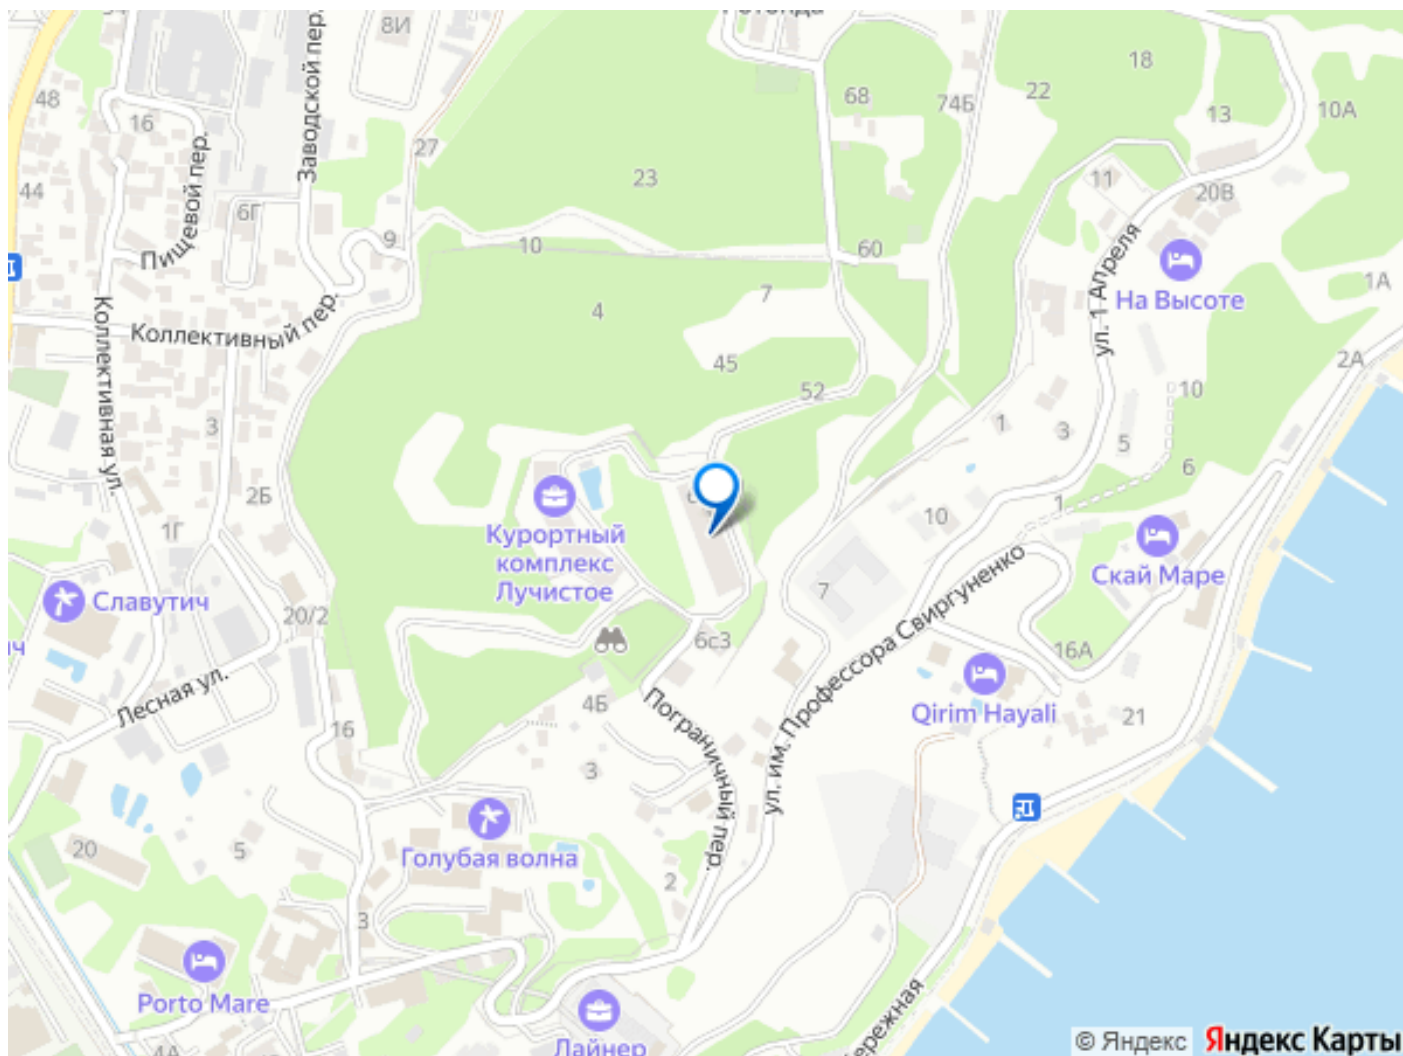 8И
Заводской пер.
48
16
Пищевой пер.
44
6Г
27
9
10
23
68
74Б
22
18
13
10А
11
20В
60
7
4
45
52
ул. 1 Апреля
На Высоте
1А
2А
Коллективный пер.
Коллективная ул.
3
2Б
1Г
1
3
5
10
6
1
10
Курортный
комплекс
Лучистое
Скай Маре
7
ул. им. Профессора Свиргуненко
16А
Славутич
20/2
6с3
Лесная ул.
4Б
Qirim Hayali
21
16
Пограничный пер.
3
20
5
Голубая волна
2
3
Porto Mare
Лайнер
4А
© Яндекс
Яндекс Карты